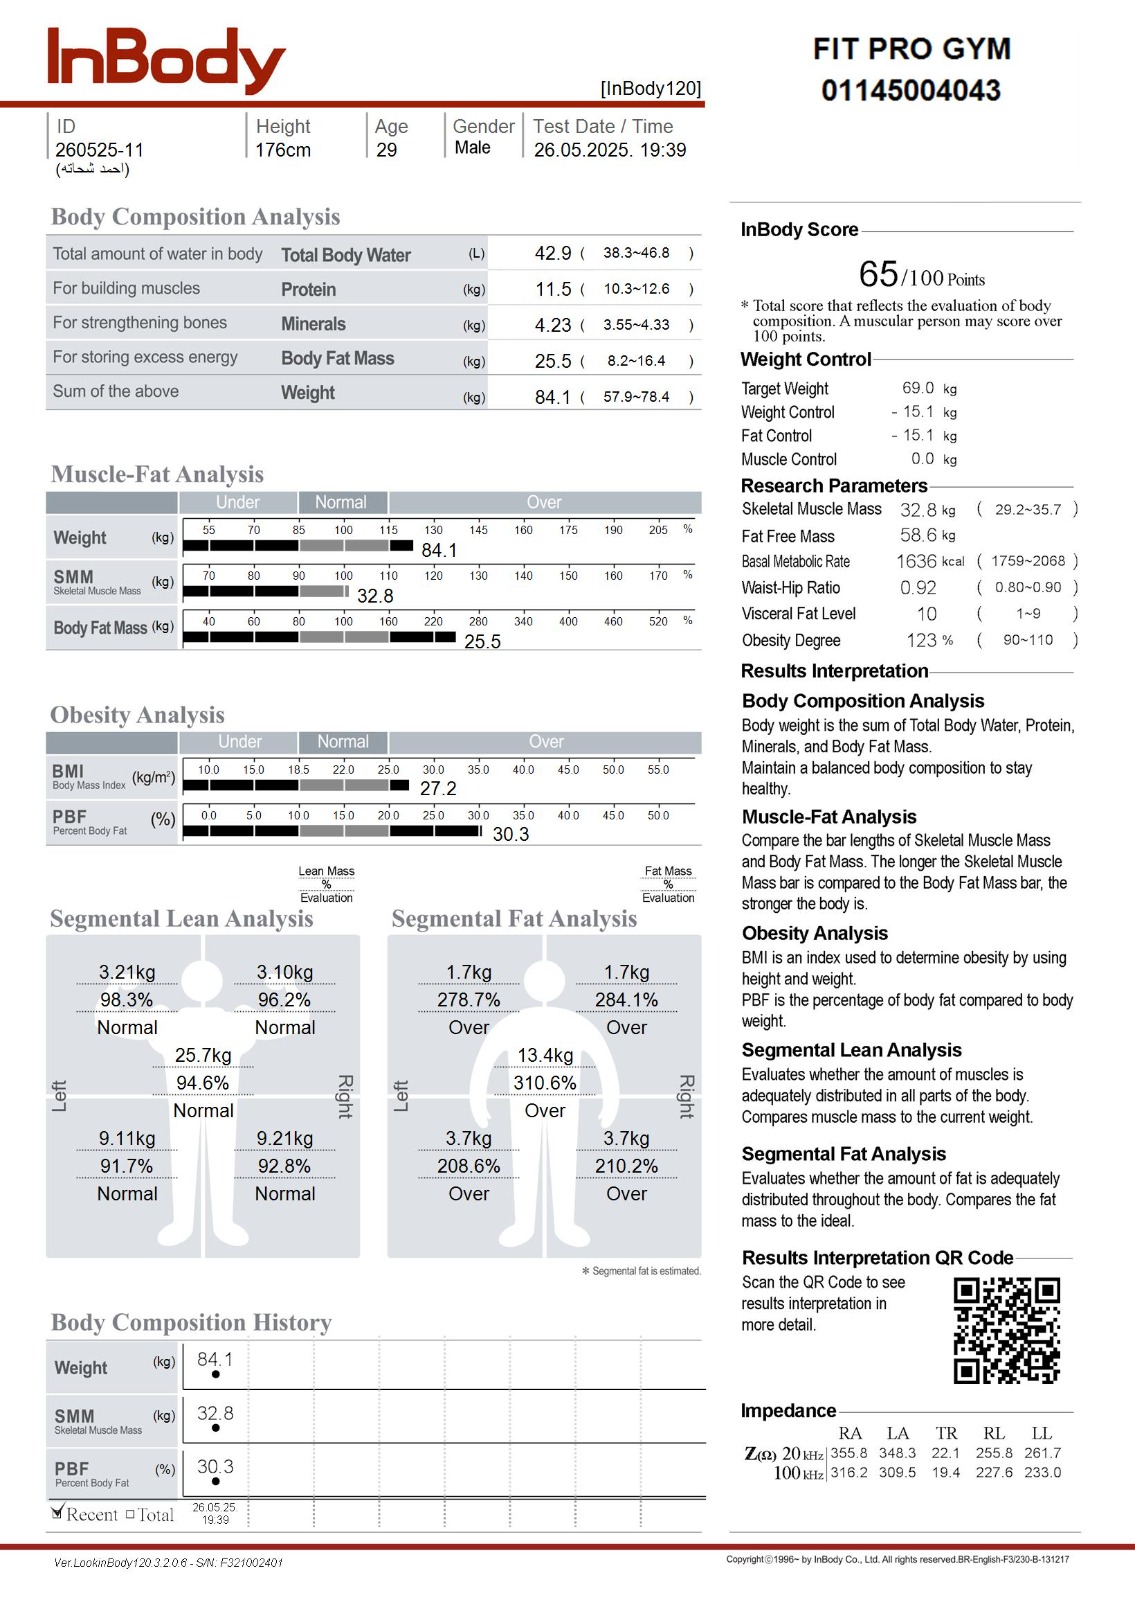 InBody
[InBody120]
FIT PRO GYM
01145004043
ID Height Age Gender Test Date / Time
260525-11 176cm 29 Male 26.05.2025. 19:39
(احمد شحاته)
Body Composition Analysis
Total amount of water in body Total Body Water (L) 42.9 ( 38.3~46.8 )
For building muscles Protein (kg) 11.5 ( 10.3~12.6 )
For strengthening bones Minerals (kg) 4.23 ( 3.55~4.33 )
For storing excess energy Body Fat Mass (kg) 25.5 ( 8.2~16.4 )
Sum of the above Weight (kg) 84.1 ( 57.9~78.4 )
Muscle-Fat Analysis
Under Normal Over
Weight (kg) 55 70 85 100 115 130 145 160 175 190 205 %
84.1
SMM (kg) 70 80 90 100 110 120 130 140 150 160 170 %
Skeletal Muscle Mass 32.8
Body Fat Mass (kg) 40 60 80 100 160 220 280 340 400 460 520 %
25.5
Obesity Analysis
Under Normal Over
BMI (kg/m²) 10.0 15.0 18.5 22.0 25.0 30.0 35.0 40.0 45.0 50.0 55.0
Body Mass Index 27.2
PBF (%) 0.0 5.0 10.0 15.0 20.0 25.0 30.0 35.0 40.0 45.0 50.0
Percent Body Fat 30.3
Lean Mass
%
Evaluation
Segmental Lean Analysis
3.21kg 3.10kg
98.3% 96.2%
Normal Normal
25.7kg
94.6%
Normal
Left Right
9.11kg 9.21kg
91.7% 92.8%
Normal Normal
Fat Mass
%
Evaluation
Segmental Fat Analysis
1.7kg 1.7kg
278.7% 284.1%
Over Over
13.4kg
310.6%
Over
Left Right
3.7kg 3.7kg
208.6% 210.2%
Over Over
* Segmental fat is estimated.
Body Composition History
Weight (kg) 84.1
SMM (kg) 32.8
Skeletal Muscle Mass
PBF (%) 30.3
Percent Body Fat
Recent Total 26.05.25.
19:39
InBody Score
65/100 Points
* Total score that reflects the evaluation of body
composition. A muscular person may score over
100 points.
Weight Control
Target Weight 69.0 kg
Weight Control - 15.1 kg
Fat Control - 15.1 kg
Muscle Control 0.0 kg
Research Parameters
Skeletal Muscle Mass 32.8 kg ( 29.2~35.7 )
Fat Free Mass 58.6 kg
Basal Metabolic Rate 1636 kcal ( 1759~2068 )
Waist-Hip Ratio 0.92 ( 0.80~0.90 )
Visceral Fat Level 10 ( 1~9 )
Obesity Degree 123 % ( 90~110 )
Results Interpretation
Body Composition Analysis
Body weight is the sum of Total Body Water, Protein,
Minerals, and Body Fat Mass.
Maintain a balanced body composition to stay
healthy.
Muscle-Fat Analysis
Compare the bar lengths of Skeletal Muscle Mass
and Body Fat Mass. The longer the Skeletal Muscle
Mass bar is compared to the Body Fat Mass bar, the
stronger the body is.
Obesity Analysis
BMI is an index used to determine obesity by using
height and weight.
PBF is the percentage of body fat compared to body
weight.
Segmental Lean Analysis
Evaluates whether the amount of muscles is
adequately distributed in all parts of the body.
Compares muscle mass to the current weight.
Segmental Fat Analysis
Evaluates whether the amount of fat is adequately
distributed throughout the body. Compares the fat
mass to the ideal.
Results Interpretation QR Code
Scan the QR Code to see
results interpretation in
more detail.
Impedance
RA LA TR RL LL
Z(Ω) 20 kHz 355.8 348.3 22.1 255.8 261.7
100 kHz 316.2 309.5 19.4 227.6 233.0
Ver.LookinBody120.3.2.0.6 - S/N: F321002401
Copyright©1996~ by InBody Co., Ltd. All rights reserved.BR-English-F3/230-B-131217